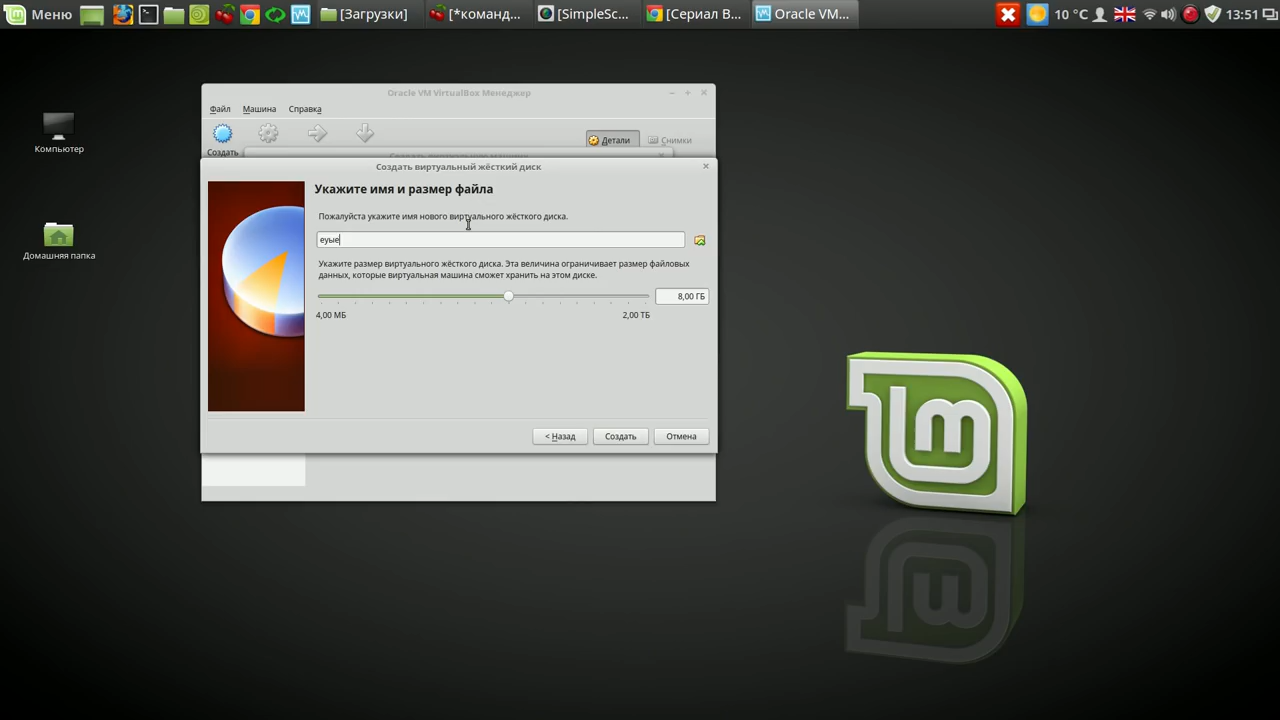 Меню
[Загрузки]
[*команд...
[SimpleSc...
[Сериал В...
Oracle VM...
10 °C
13:51
Компьютер
Домашняя папка
Oracle VM VirtualBox Менеджер
Файл Машина Справка
Создать
Детали
Снимки
Создать виртуальный жёсткий диск
Укажите имя и размер файла
Пожалуйста укажите имя нового виртуального жёсткого диска.
еуые
Укажите размер виртуального жёсткого диска. Эта величина ограничивает размер файловых
данных, которые виртуальная машина сможет хранить на этом диске.
8,00 ГБ
4,00 МБ
2,00 ТБ
< Назад
Создать
Отмена